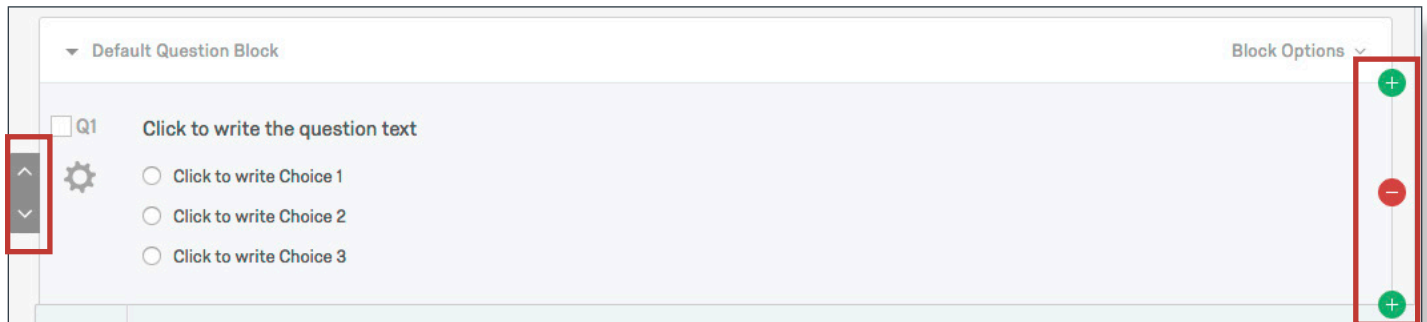 Default Question Block
Block Options
Q1
Click to write the question text
Click to write Choice 1
Click to write Choice 2
Click to write Choice 3